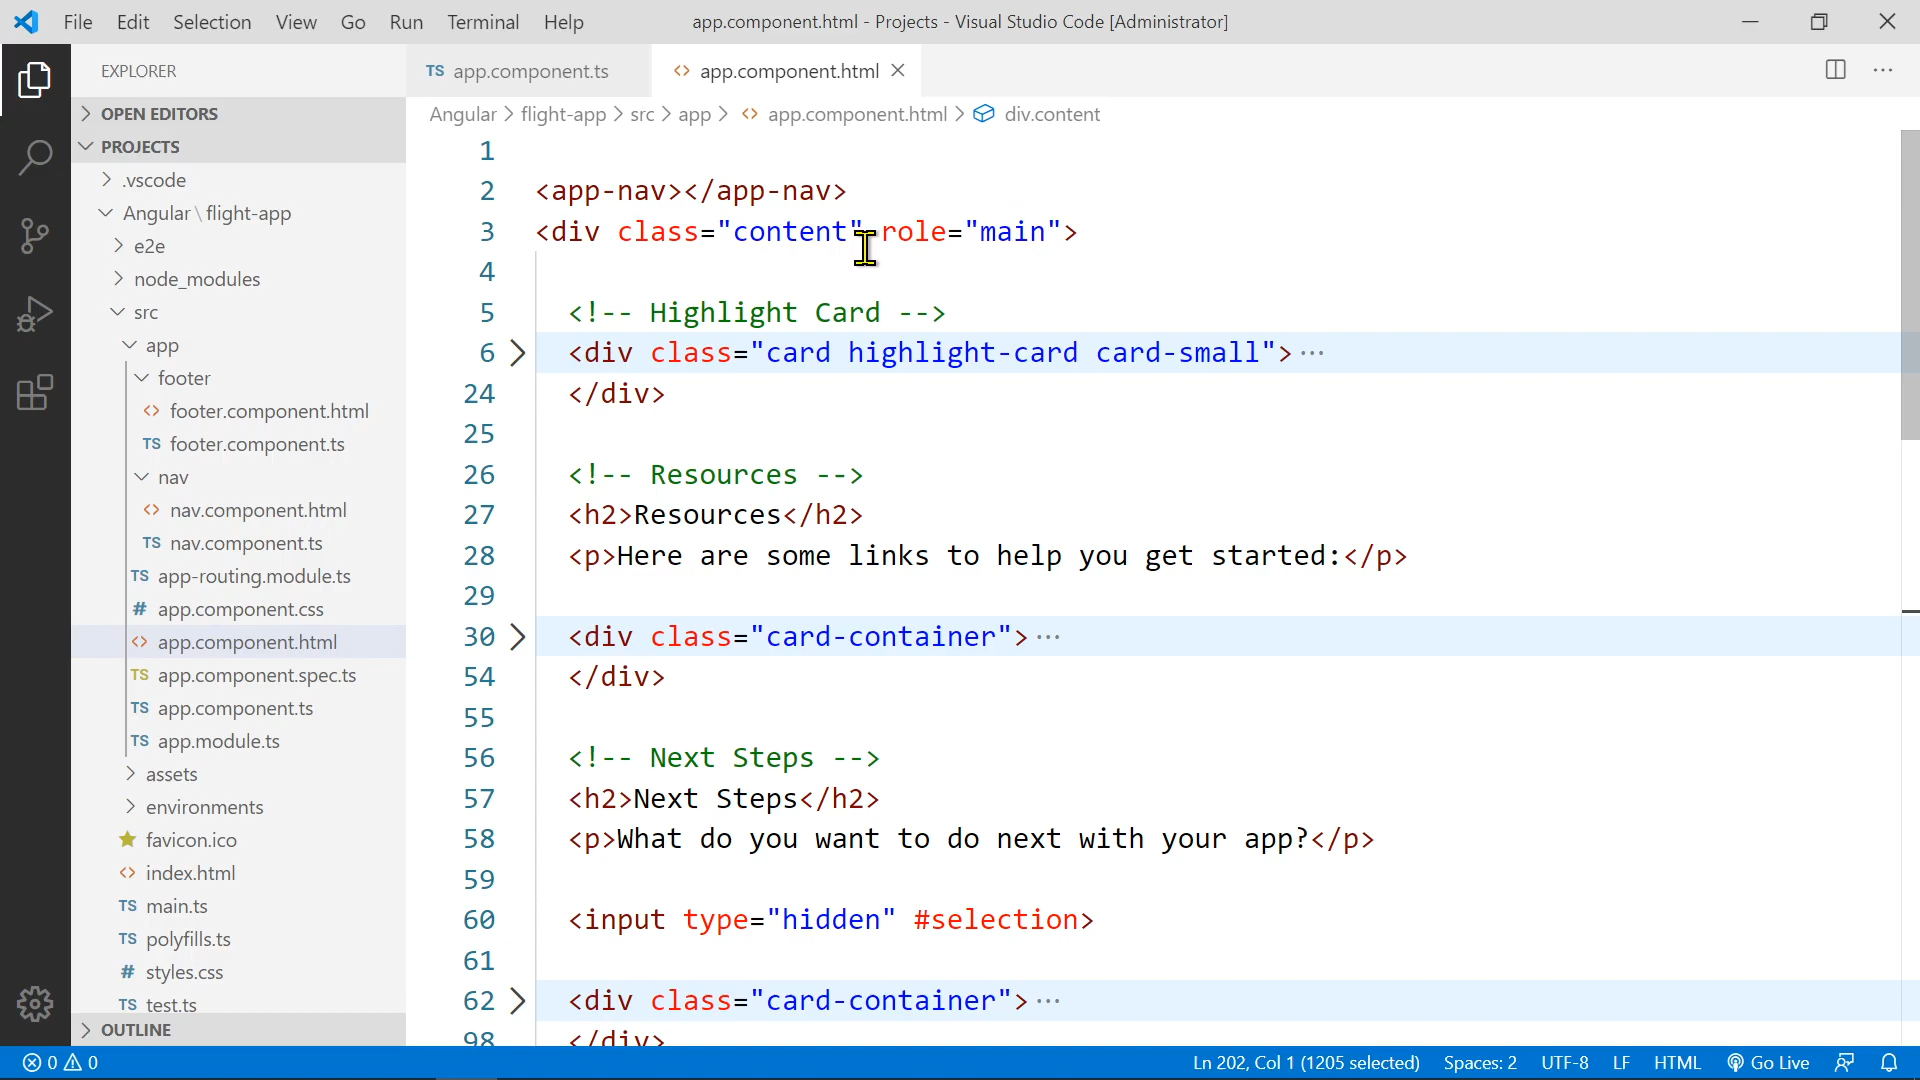 File Edit Selection View Go Run Terminal Help
app.component.html - Projects - Visual Studio Code [Administrator]
EXPLORER
OPEN EDITORS
PROJECTS
.vscode
Angular \ flight-app
e2e
node_modules
src
app
footer
footer.component.html
TS footer.component.ts
nav
nav.component.html
TS nav.component.ts
TS app-routing.module.ts
# app.component.css
app.component.html
TS app.component.spec.ts
TS app.component.ts
TS app.module.ts
assets
environments
favicon.ico
index.html
TS main.ts
TS polyfills.ts
# styles.css
TS test.ts
OUTLINE
TS app.component.ts
app.component.html
Angular > flight-app > src > app > app.component.html > div.content
1
2 <app-nav></app-nav>
3 <div class="content" role="main">
4
5 <!-- Highlight Card -->
6 <div class="card highlight-card card-small">···
24 </div>
25
26 <!-- Resources -->
27 <h2>Resources</h2>
28 <p>Here are some links to help you get started:</p>
29
30 <div class="card-container">···
54 </div>
55
56 <!-- Next Steps -->
57 <h2>Next Steps</h2>
58 <p>What do you want to do next with your app?</p>
59
60 <input type="hidden" #selection>
61
62 <div class="card-container">···
98 </div>
0 0
Ln 202, Col 1 (1205 selected) Spaces: 2 UTF-8 LF HTML Go Live